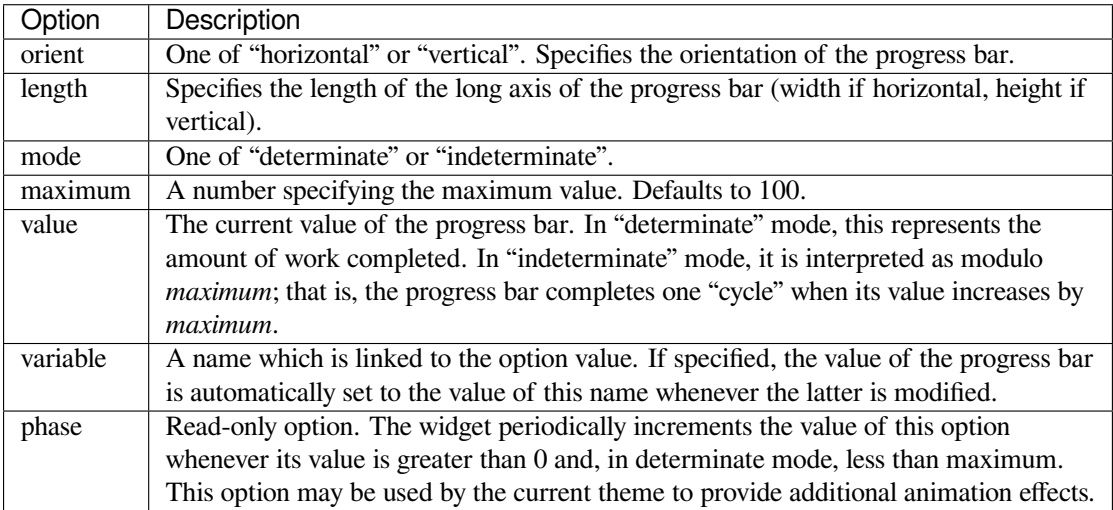 Option Description
orient One of “horizontal” or “vertical”. Specifies the orientation of the progress bar.
length Specifies the length of the long axis of the progress bar (width if horizontal, height if
vertical).
mode One of “determinate” or “indeterminate”.
maximum A number specifying the maximum value. Defaults to 100.
value The current value of the progress bar. In “determinate” mode, this represents the
amount of work completed. In “indeterminate” mode, it is interpreted as modulo
maximum; that is, the progress bar completes one “cycle” when its value increases by
maximum.
variable A name which is linked to the option value. If specified, the value of the progress bar
is automatically set to the value of this name whenever the latter is modified.
phase Read-only option. The widget periodically increments the value of this option
whenever its value is greater than 0 and, in determinate mode, less than maximum.
This option may be used by the current theme to provide additional animation effects.